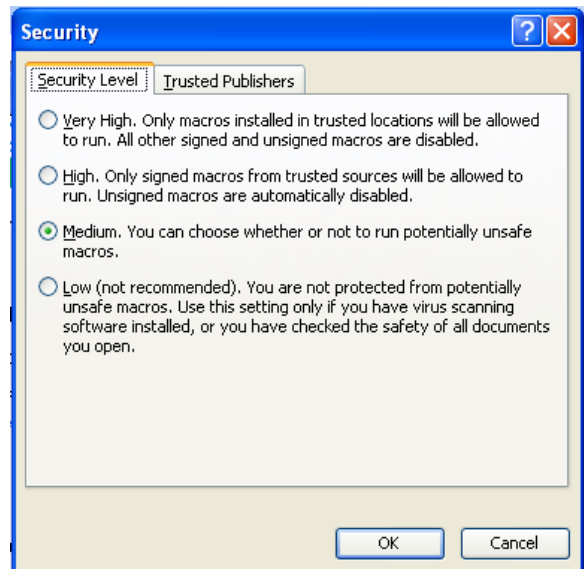 Security
Security Level
Trusted Publishers
Very High. Only macros installed in trusted locations will be allowed
to run. All other signed and unsigned macros are disabled.
High. Only signed macros from trusted sources will be allowed to
run. Unsigned macros are automatically disabled.
Medium. You can choose whether or not to run potentially unsafe
macros.
Low (not recommended). You are not protected from potentially
unsafe macros. Use this setting only if you have virus scanning
software installed, or you have checked the safety of all documents
you open.
OK
Cancel